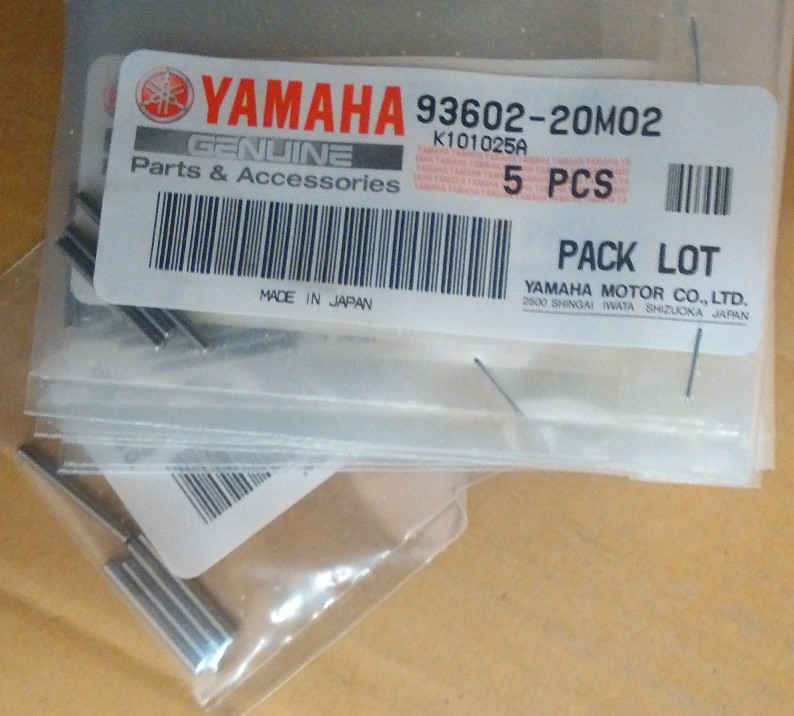 YAMAHA
93602-20M02
K101025A
GENUINE
Parts & Accessories
5 PCS
PACK LOT
MADE IN JAPAN
YAMAHA MOTOR CO., LTD.
2500 SHINGAI IWATA SHIZUOKA JAPAN